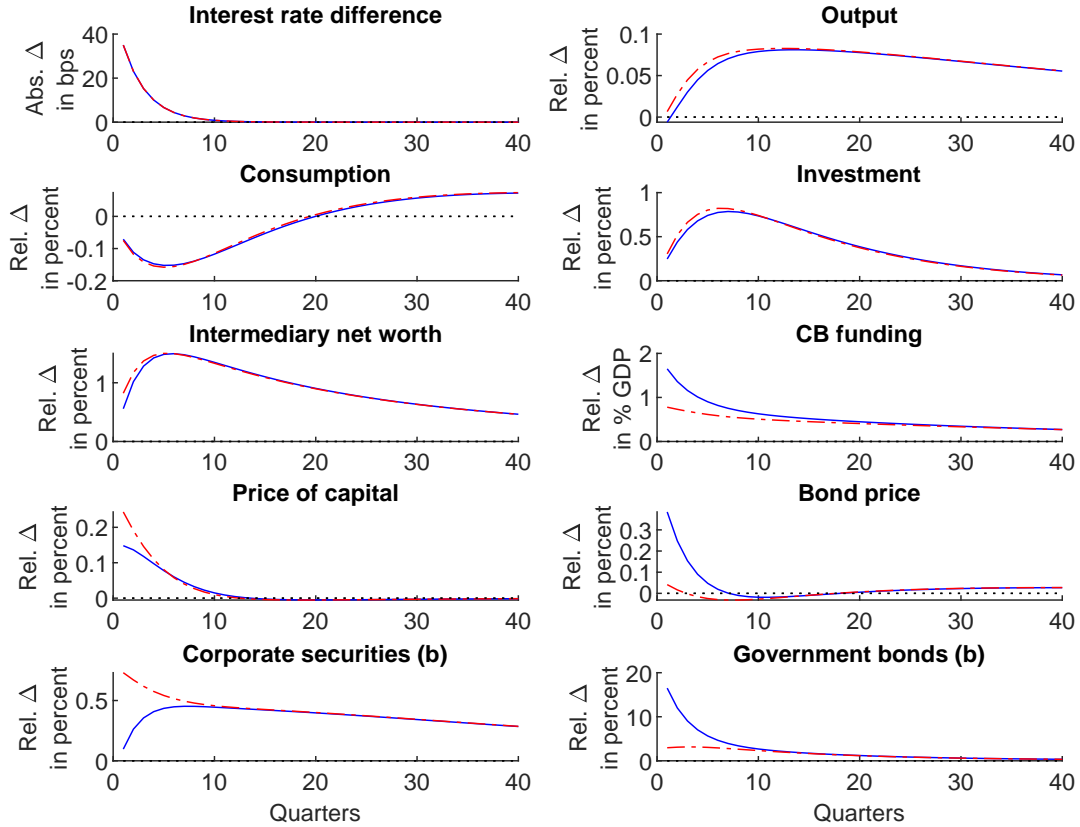 Interest rate difference
Abs. Δ
in bps
40
20
0
0 10 20 30 40
Output
Rel. Δ
in percent
0.1
0.05
0
0 10 20 30 40
Consumption
Rel. Δ
in percent
0
-0.1
-0.2
0 10 20 30 40
Investment
Rel. Δ
in percent
1
0.5
0
0 10 20 30 40
Intermediary net worth
Rel. Δ
in percent
1
0
0 10 20 30 40
CB funding
Rel. Δ
in % GDP
2
1
0
0 10 20 30 40
Price of capital
Rel. Δ
in percent
0.2
0.1
0
0 10 20 30 40
Bond price
Rel. Δ
in percent
0.3
0.2
0.1
0
0 10 20 30 40
Corporate securities (b)
Rel. Δ
in percent
0.5
0
0 10 20 30 40
Quarters
Government bonds (b)
Rel. Δ
in percent
20
10
0
0 10 20 30 40
Quarters